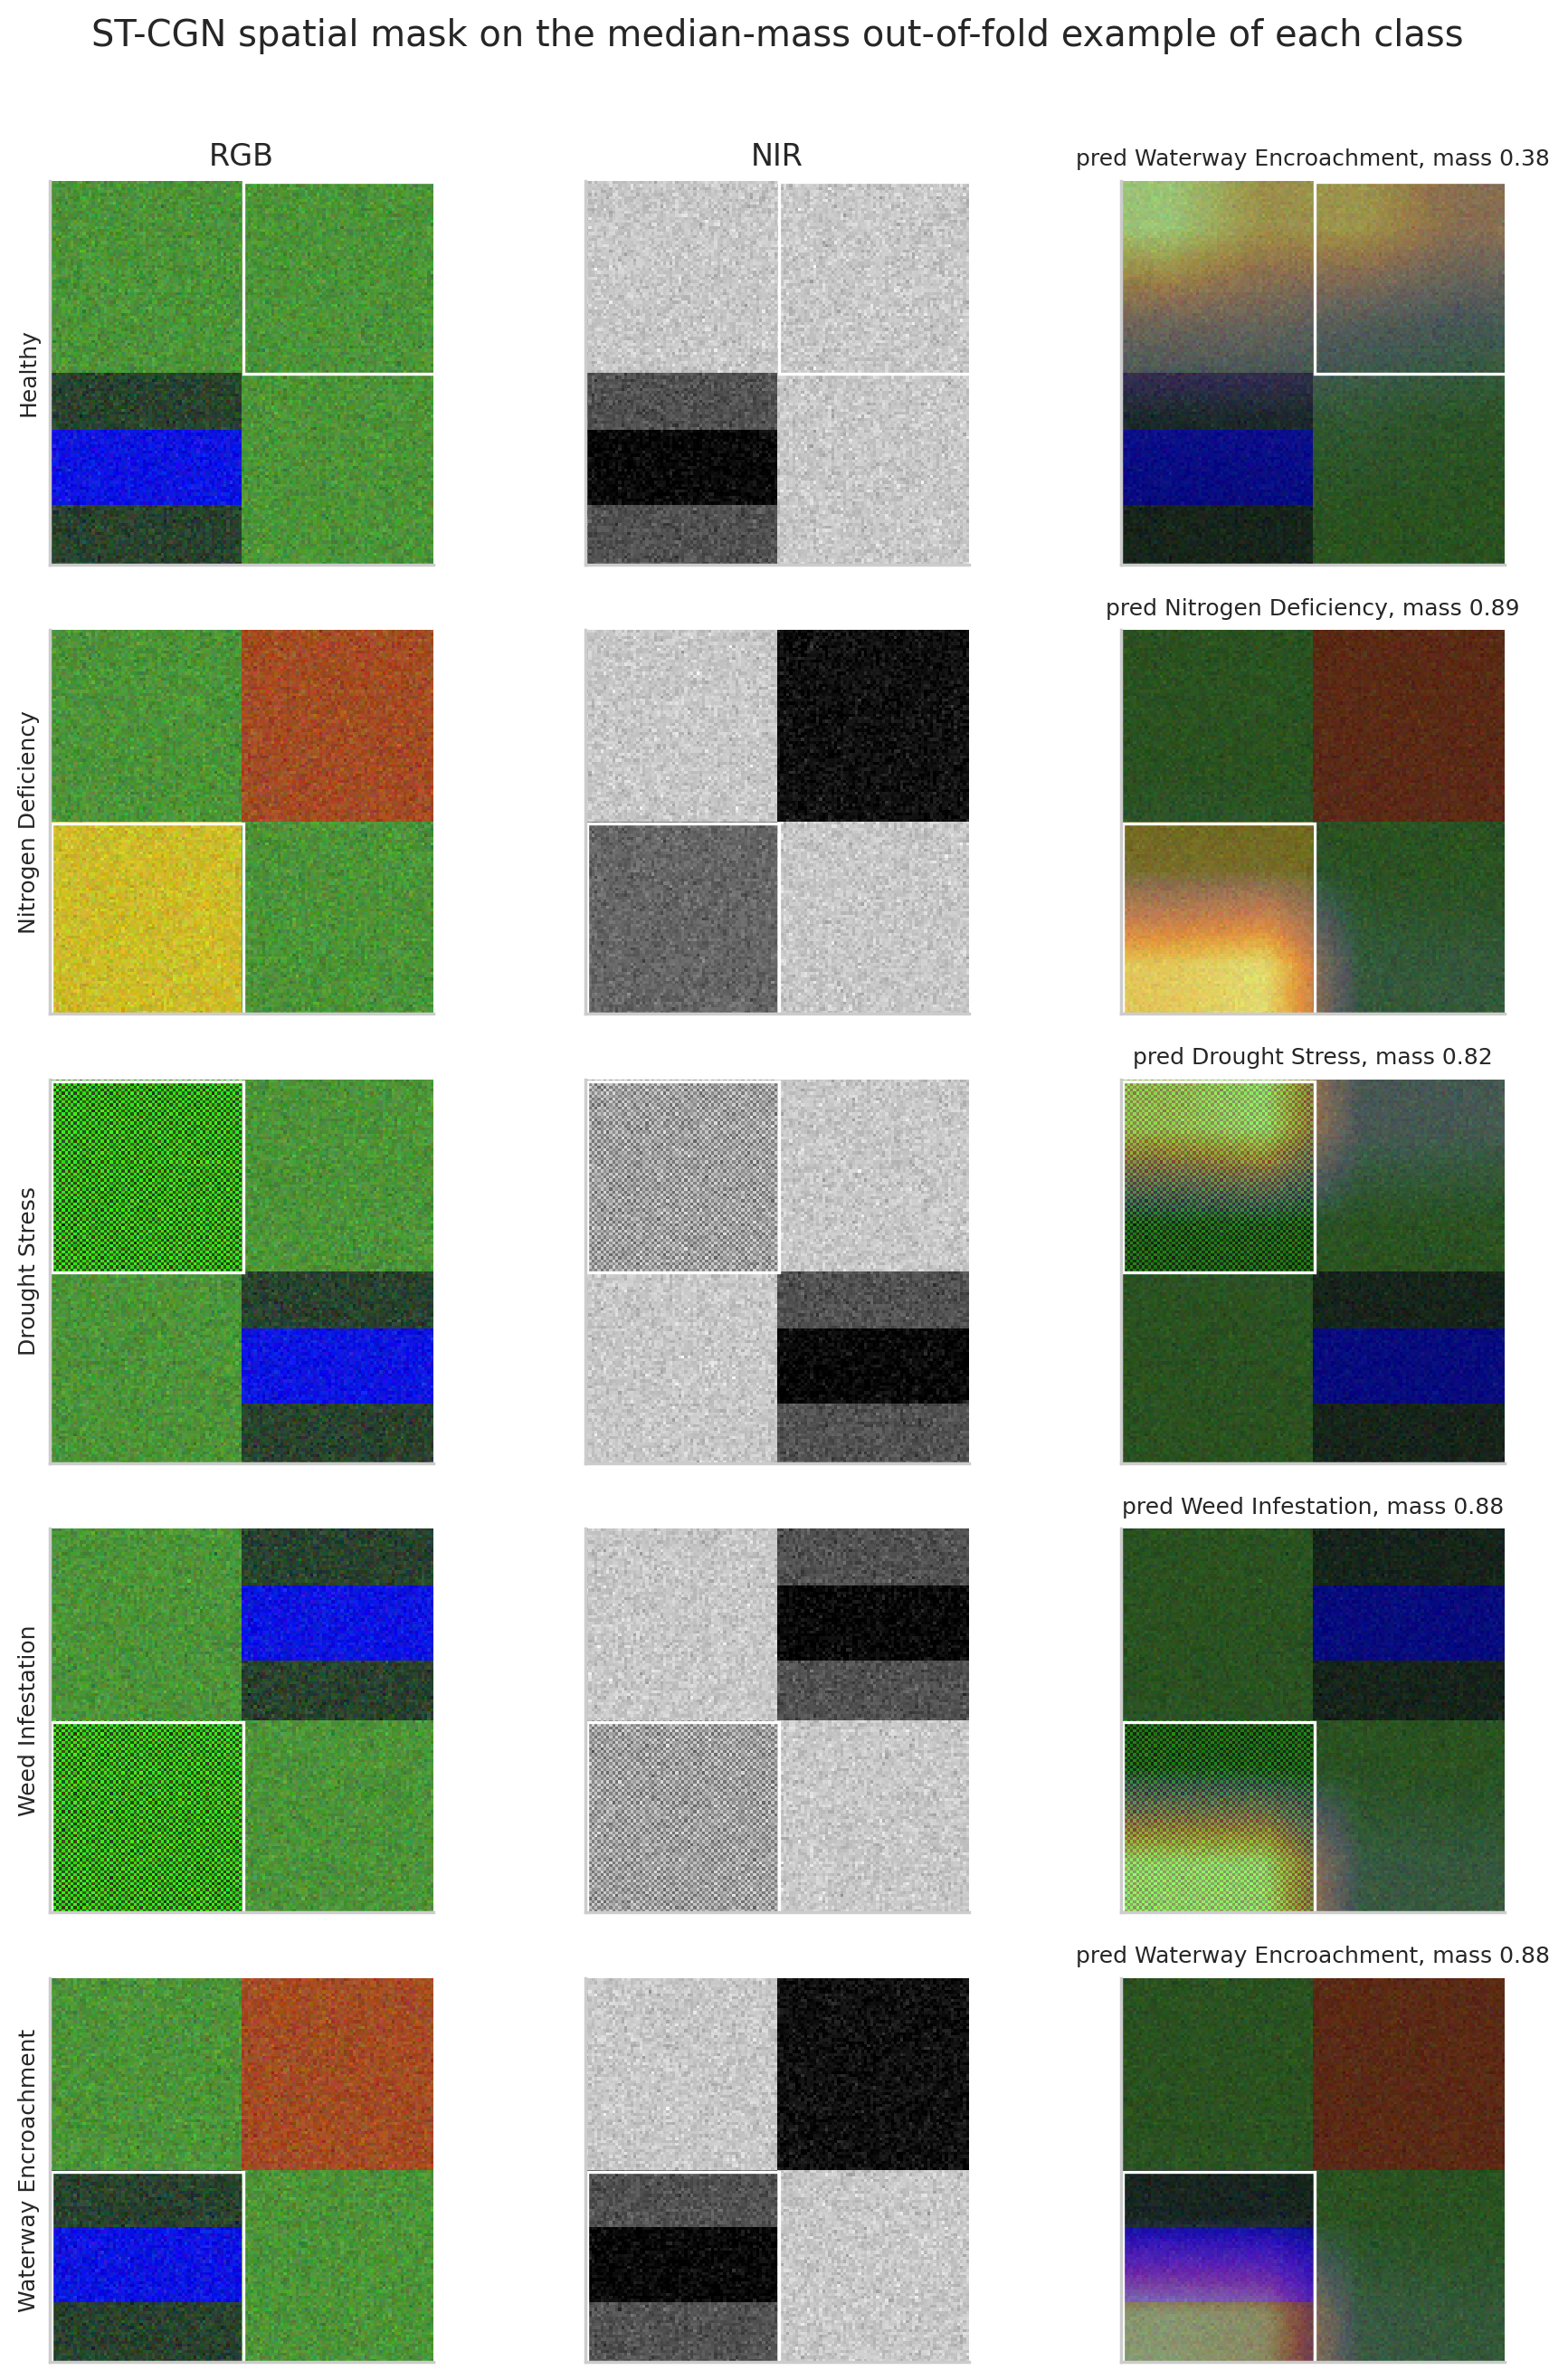 ST-CGN spatial mask on the median-mass out-of-fold example of each class
RGB
NIR
pred Waterway Encroachment, mass 0.38
Healthy
pred Nitrogen Deficiency, mass 0.89
Nitrogen Deficiency
pred Drought Stress, mass 0.82
Drought Stress
pred Weed Infestation, mass 0.88
Weed Infestation
pred Waterway Encroachment, mass 0.88
Waterway Encroachment